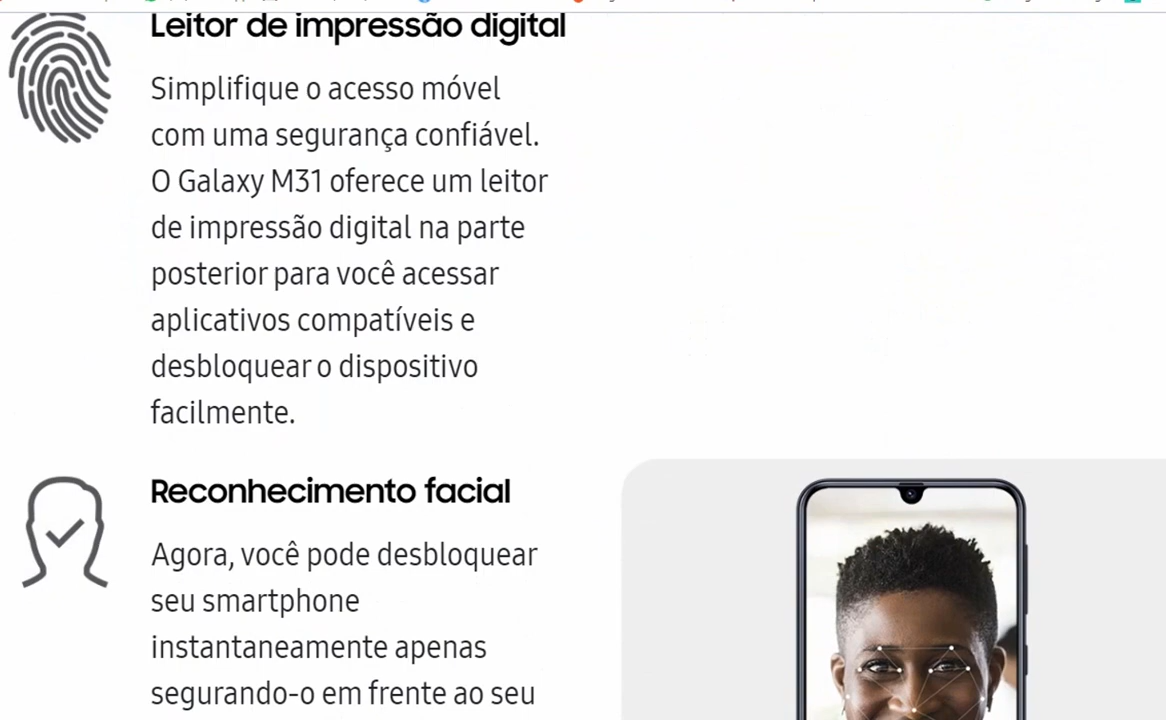 Leitor de impressão digital
Simplifique o acesso móvel
com uma segurança confiável.
O Galaxy M31 oferece um leitor
de impressão digital na parte
posterior para você acessar
aplicativos compatíveis e
desbloquear o dispositivo
facilmente.
Reconhecimento facial
Agora, você pode desbloquear
seu smartphone
instantaneamente apenas
segurando-o em frente ao seu